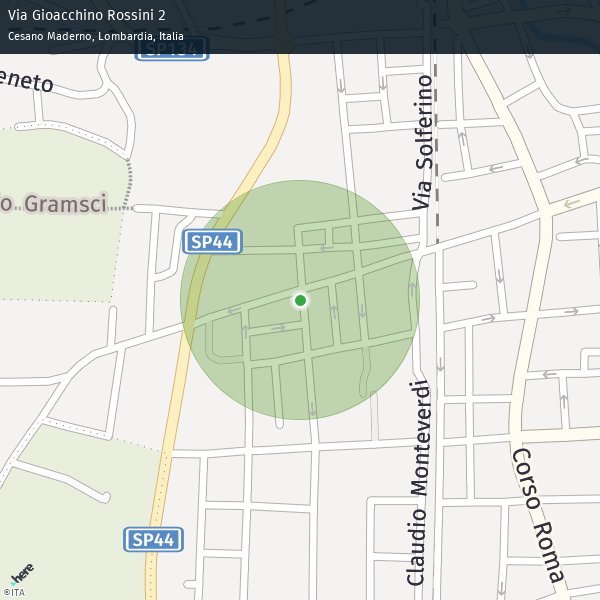 Via Gioacchino Rossini 2
Cesano Maderno, Lombardia, Italia
SP134
eneto
Via Solferino
o Gramsci
SP44
Claudio Monteverdi
Corso Roma
SP44
here
©ITA